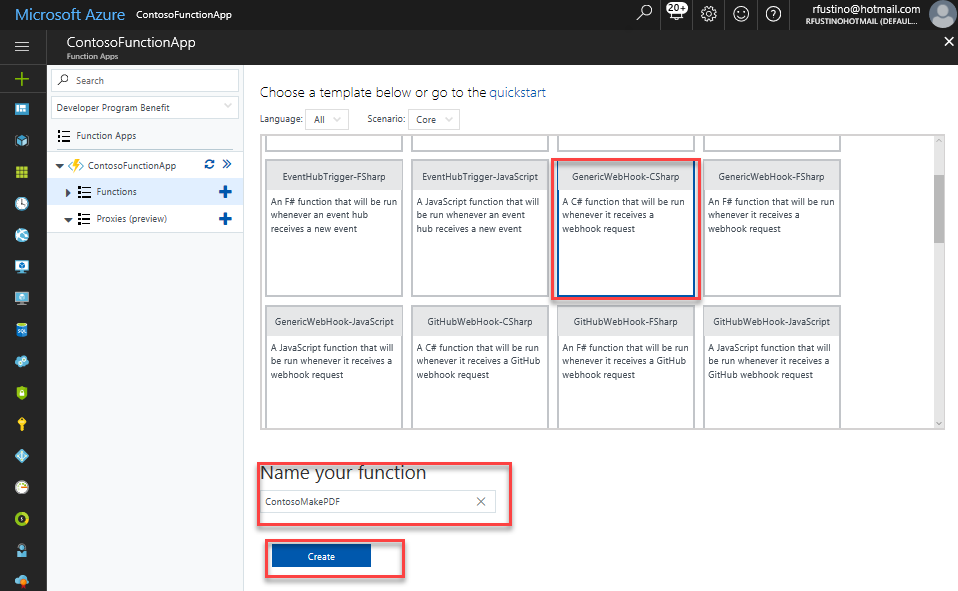 Microsoft Azure ContosoFunctionApp
20+
rfustino@hotmail.com
RFUSTINOHOTMAIL (DEFAUL...
ContosoFunctionApp
Function Apps
Search
Developer Program Benefit
Function Apps
ContosoFunctionApp
Functions
Proxies (preview)
Choose a template below or go to the quickstart
Language: All Scenario: Core
EventHubTrigger-FSharp
An F# function that will be run
whenever an event hub
receives a new event
EventHubTrigger-JavaScript
A JavaScript function that will
be run whenever an event
hub receives a new event
GenericWebHook-CSharp
A C# function that will be run
whenever it receives a
webhook request
GenericWebHook-FSharp
An F# function that will be run
whenever it receives a
webhook request
GenericWebHook-JavaScript
A JavaScript function that will
be run whenever it receives a
webhook request
GitHubWebHook-CSharp
A C# function that will be run
whenever it receives a GitHub
webhook request
GitHubWebHook-FSharp
An F# function that will be run
whenever it receives a GitHub
webhook request
GitHubWebHook-JavaScript
A JavaScript function that will
be run whenever it receives a
GitHub webhook request
Name your function
ContosoMakePDF
Create